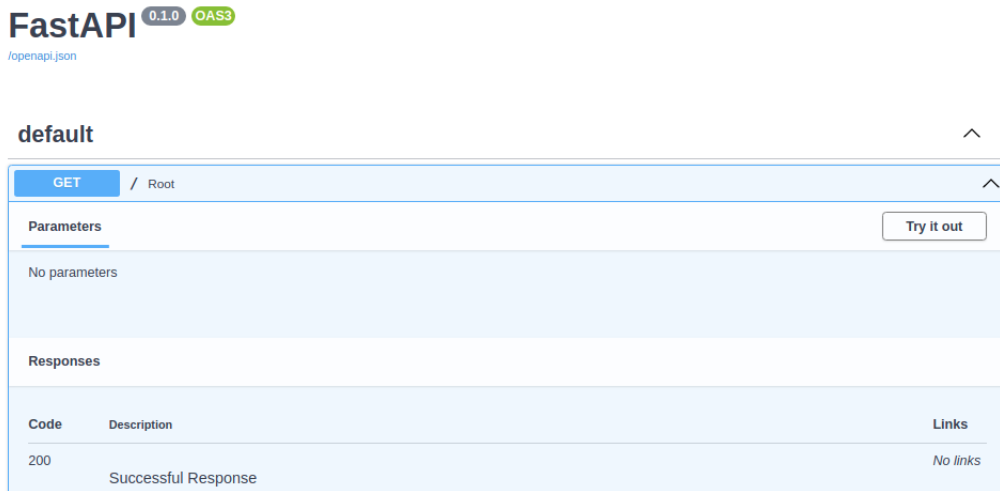 FastAPI 0.1.0 OAS3
/openapi.json
default
GET / Root
Parameters Try it out
No parameters
Responses
Code Description Links
200 No links
Successful Response